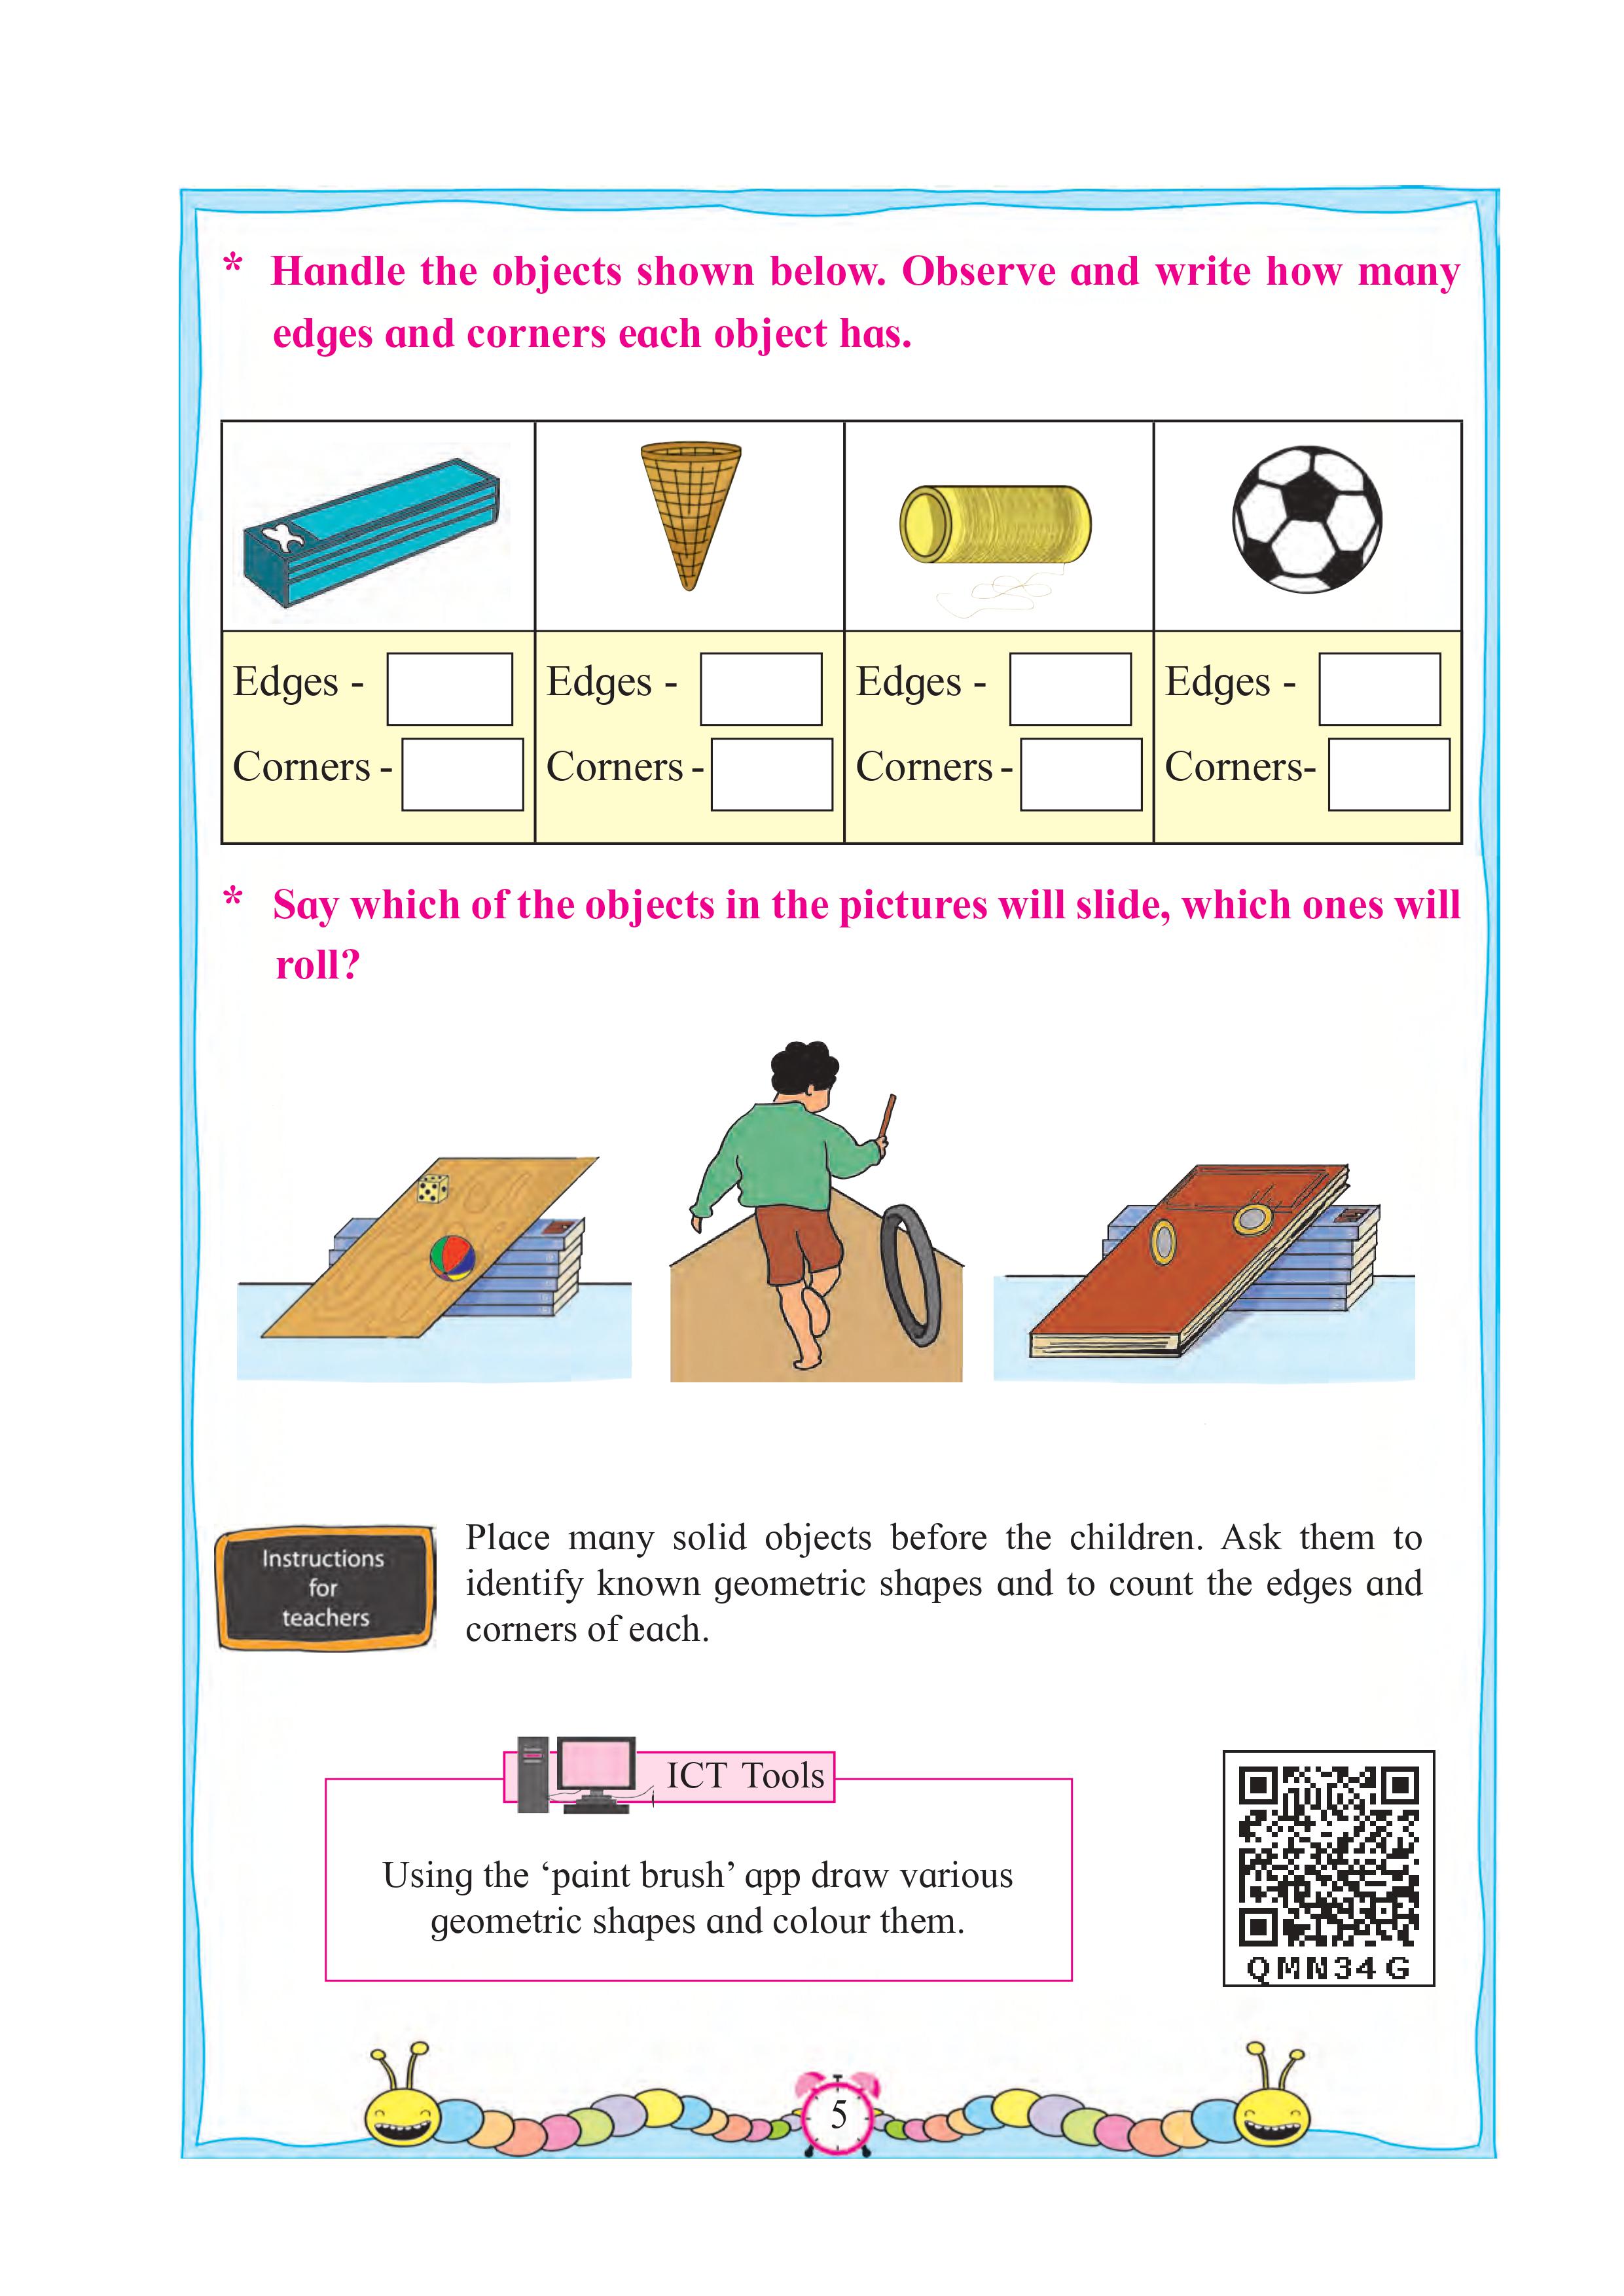 * Handle the objects shown below. Observe and write how many
edges and corners each object has.
Edges - Edges - Edges - Edges -
Corners - Corners - Corners - Corners-
* Say which of the objects in the pictures will slide, which ones will
roll?
Instructions
for
teachers
Place many solid objects before the children. Ask them to
identify known geometric shapes and to count the edges and
corners of each.
ICT Tools
Using the ‘paint brush’ app draw various
geometric shapes and colour them.
QMN34G
5